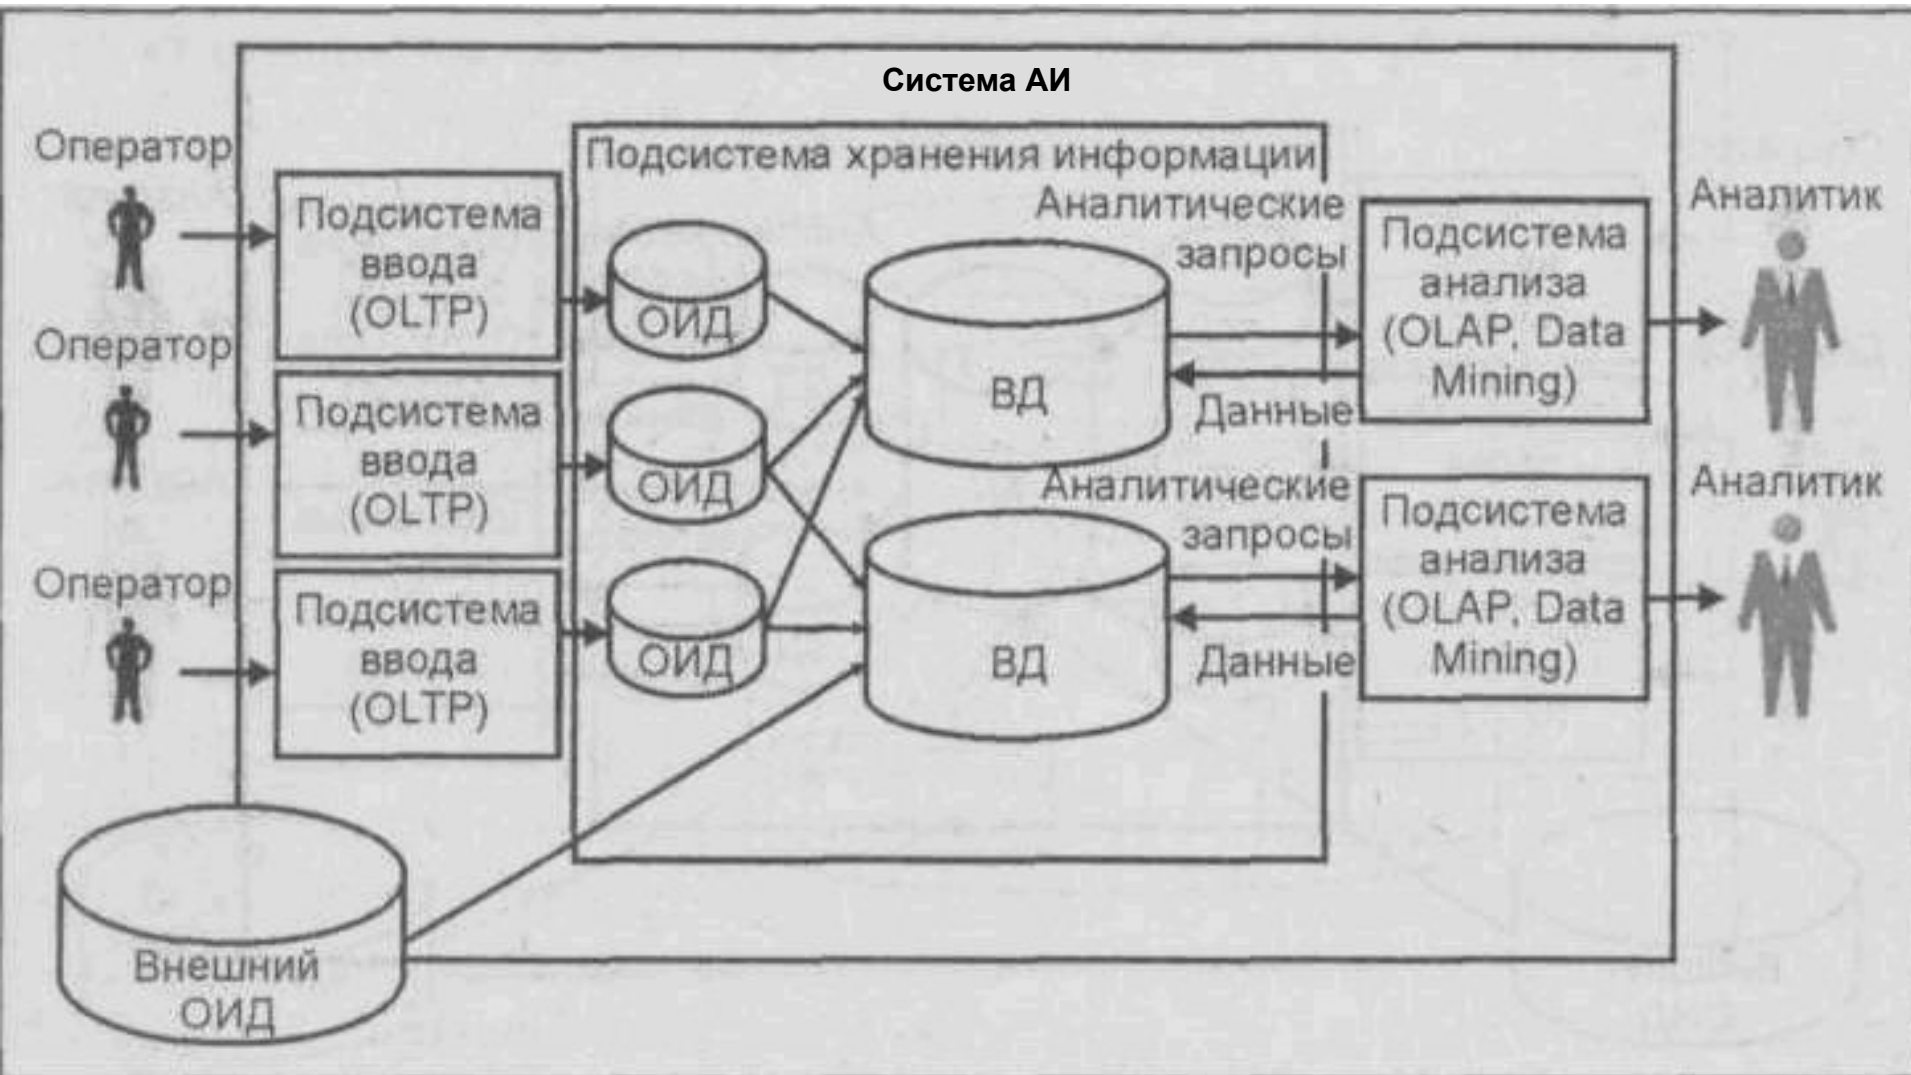 Система АИ
Оператор
Подсистема
ввода
(OLTP)
Оператор
Подсистема
ввода
(OLTP)
Оператор
Подсистема
ввода
(OLTP)
Внешний
ОИД
Подсистема хранения информации
ОИД
ОИД
ОИД
ВД
ВД
Аналитические
запросы
Данные
Аналитические
запросы
Данные
Подсистема
анализа
(OLAP, Data
Mining)
Подсистема
анализа
(OLAP, Data
Mining)
Аналитик
Аналитик